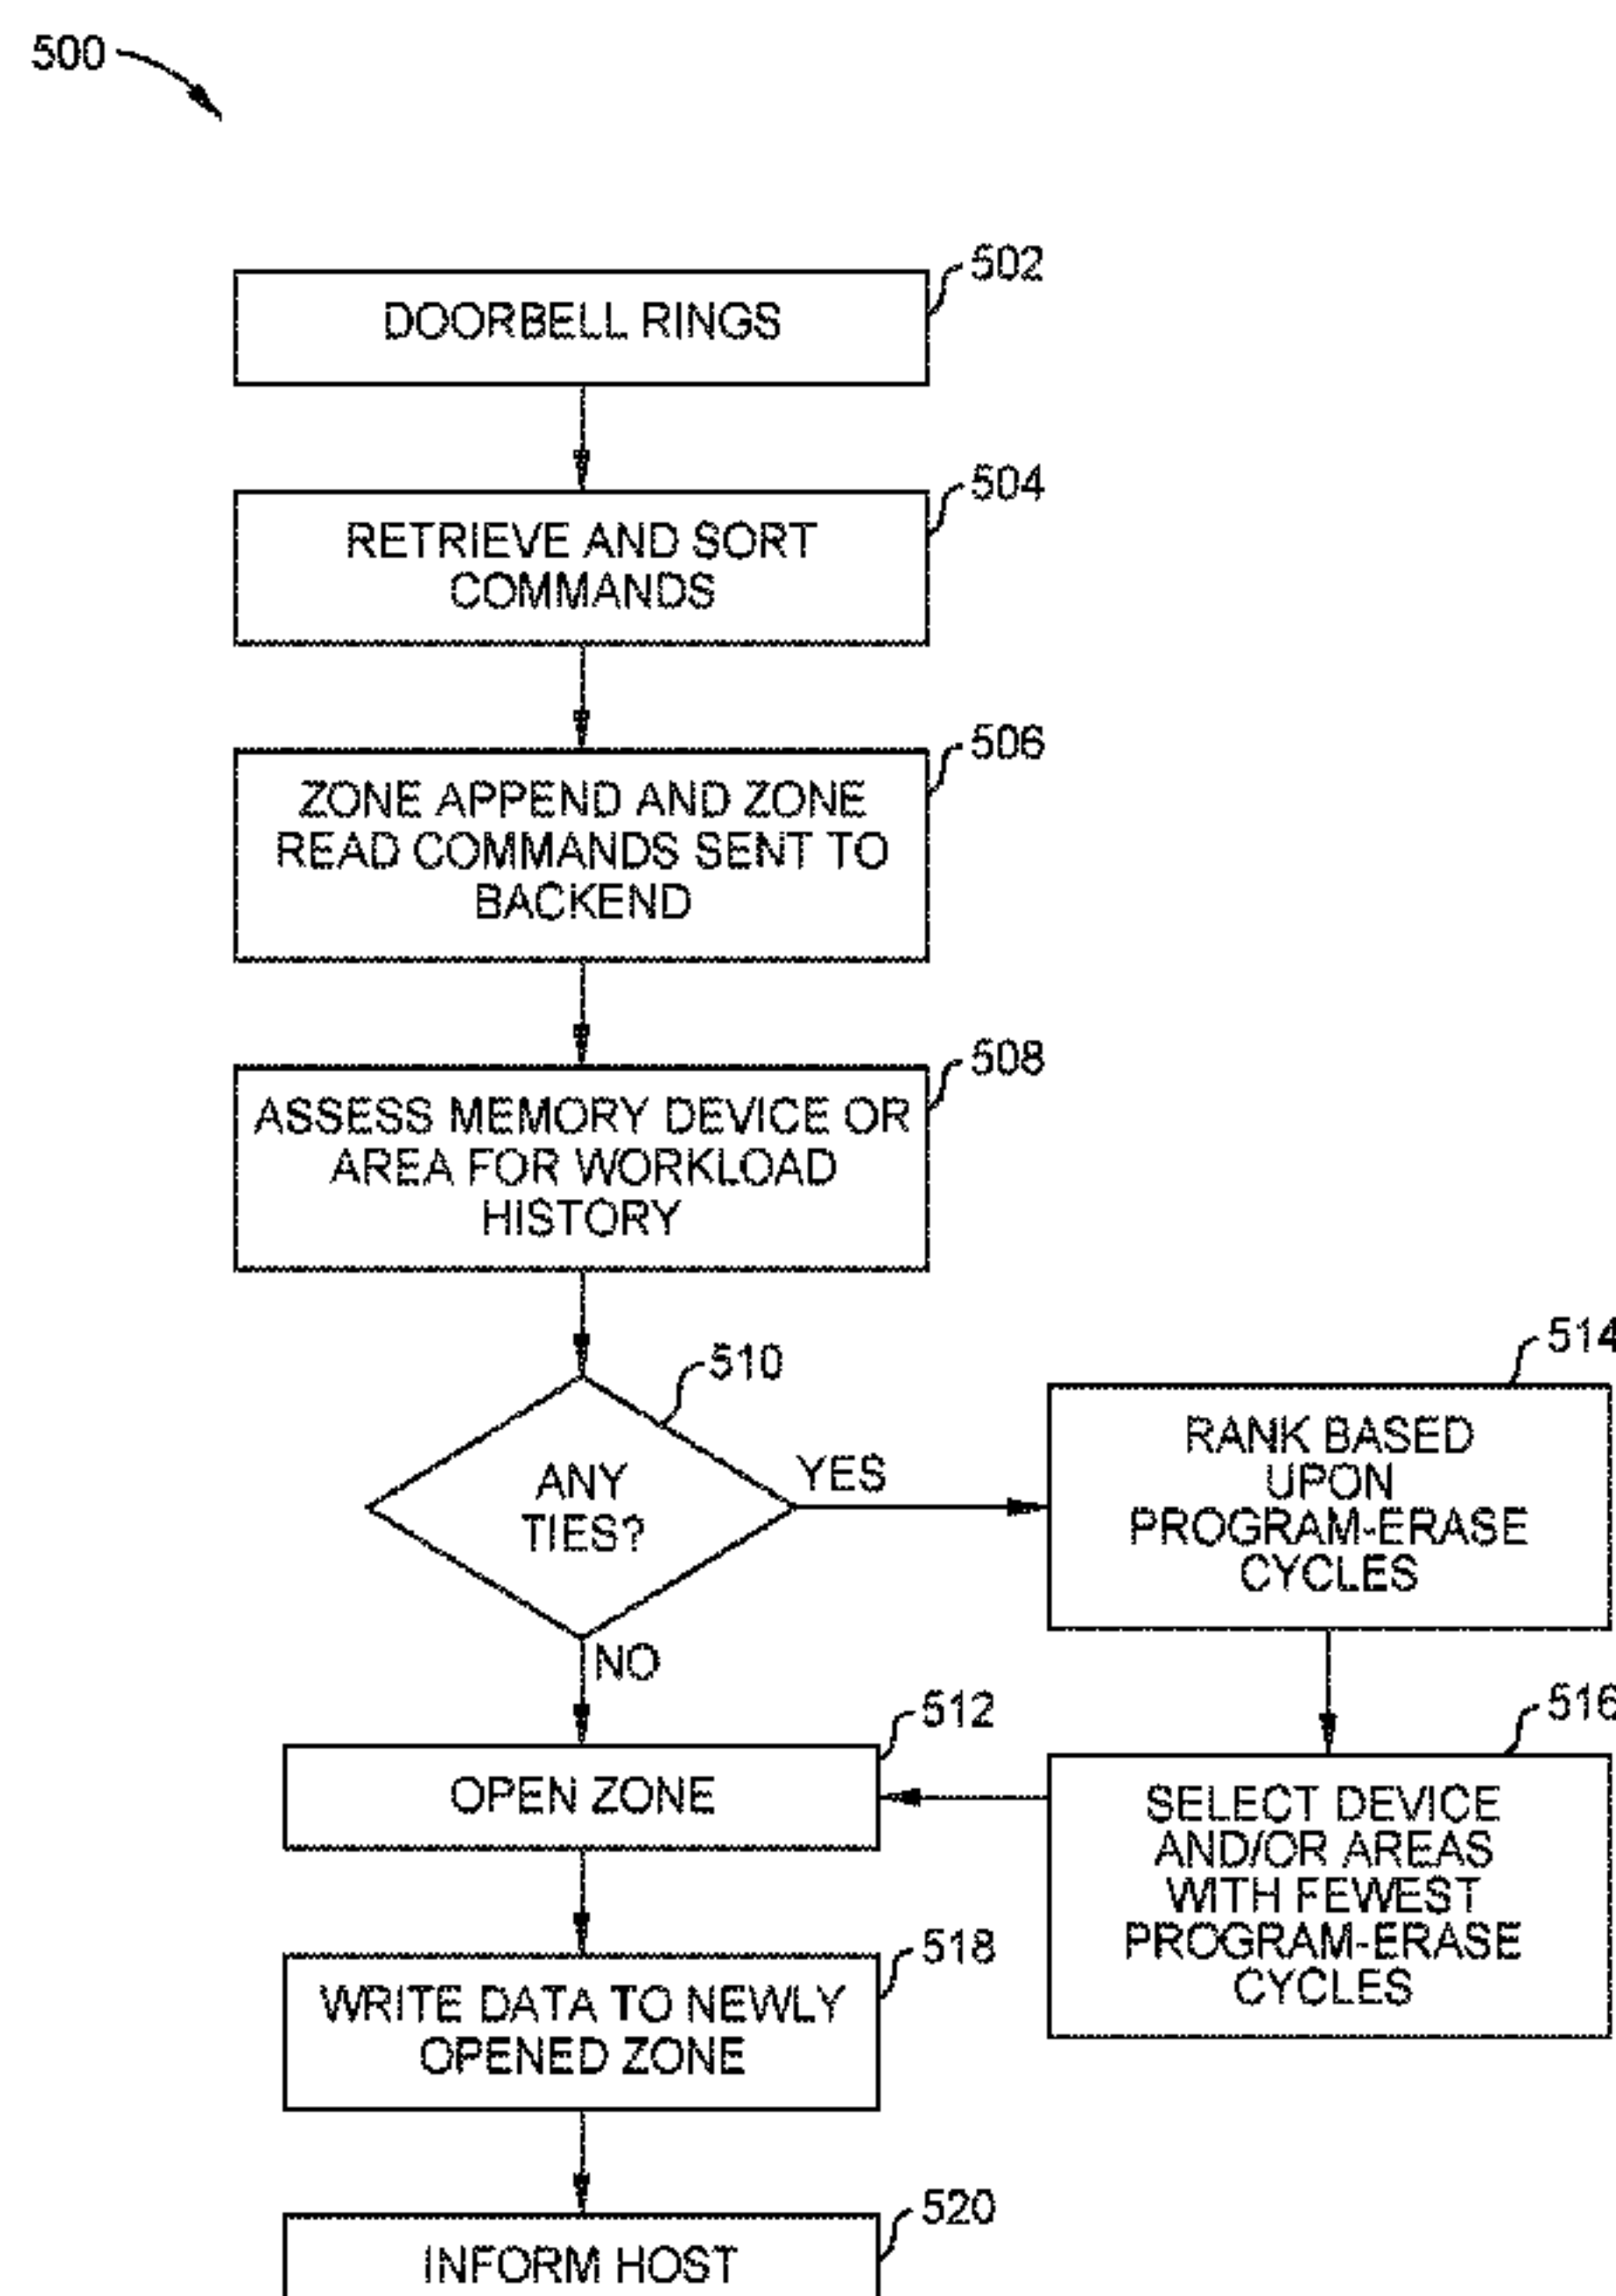 500
502
DOORBELL RINGS
504
RETRIEVE AND SORT
COMMANDS
506
ZONE APPEND AND ZONE
READ COMMANDS SENT TO
BACKEND
508
ASSESS MEMORY DEVICE OR
AREA FOR WORKLOAD
HISTORY
510
ANY
TIES?
YES
NO
514
RANK BASED
UPON
PROGRAM-ERASE
CYCLES
516
SELECT DEVICE
AND/OR AREAS
WITH FEWEST
PROGRAM-ERASE
CYCLES
512
OPEN ZONE
518
WRITE DATA TO NEWLY
OPENED ZONE
520
INFORM HOST